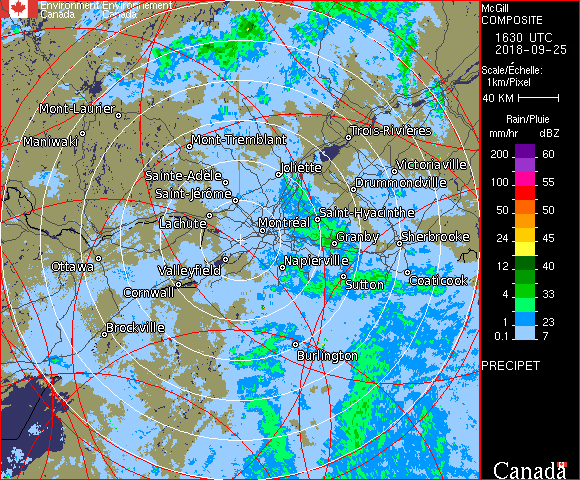 Environment Environnement
Canada Canada
McGill
COMPOSITE
1630 UTC
2018-09-25
Scale/Échelle:
1km/Pixel
40 KM
Rain/Pluie
mm/hr dBZ
200 60
100 55
50 50
24 45
12 40
4 33
1 23
0.1 7
PRECIPET
Canada
Mont-Laurier
Maniwaki
Mont-Tremblant
Trois-Rivières
Sainte-Adèle
Joliette
Victoriaville
Saint-Jérôme
Drummondville
Lachute
Montréal
Saint-Hyacinthe
Granby
Sherbrooke
Ottawa
Valleyfield
Napierville
Cornwall
Sutton
Coaticook
Brockville
Burlington